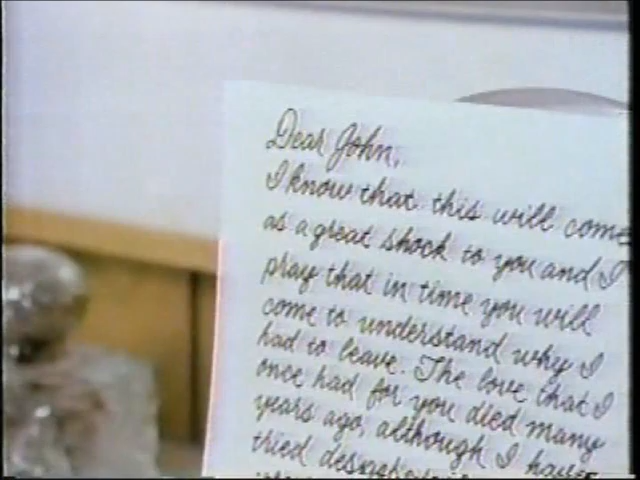 Dear John,
I know that this will come
as a great shock to you and I
pray that in time you will
come to understand why I
had to leave. The love that I
once had for you died many
years ago, although I have
tried